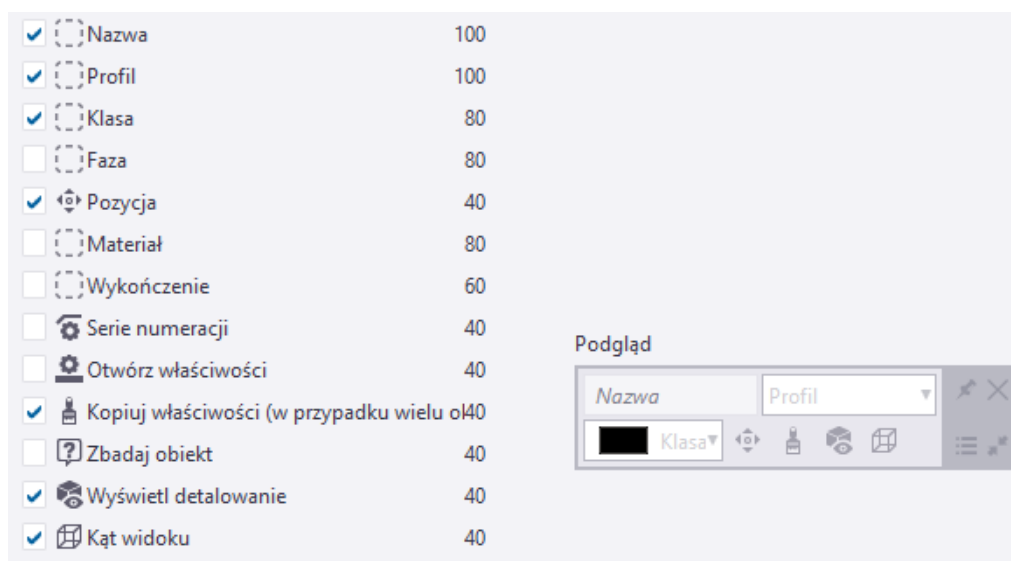 Nazwa 100
Profil 100
Klasa 80
Faza 80
Pozycja 40
Materiał 80
Wykończenie 60
Serie numeracji 40
Otwórz właściwości 40
Kopiuj właściwości (w przypadku wielu ol40
Zbadaj obiekt 40
Wyświetl detalowanie 40
Kąt widoku 40
Podgląd
Nazwa Profil
Klasa